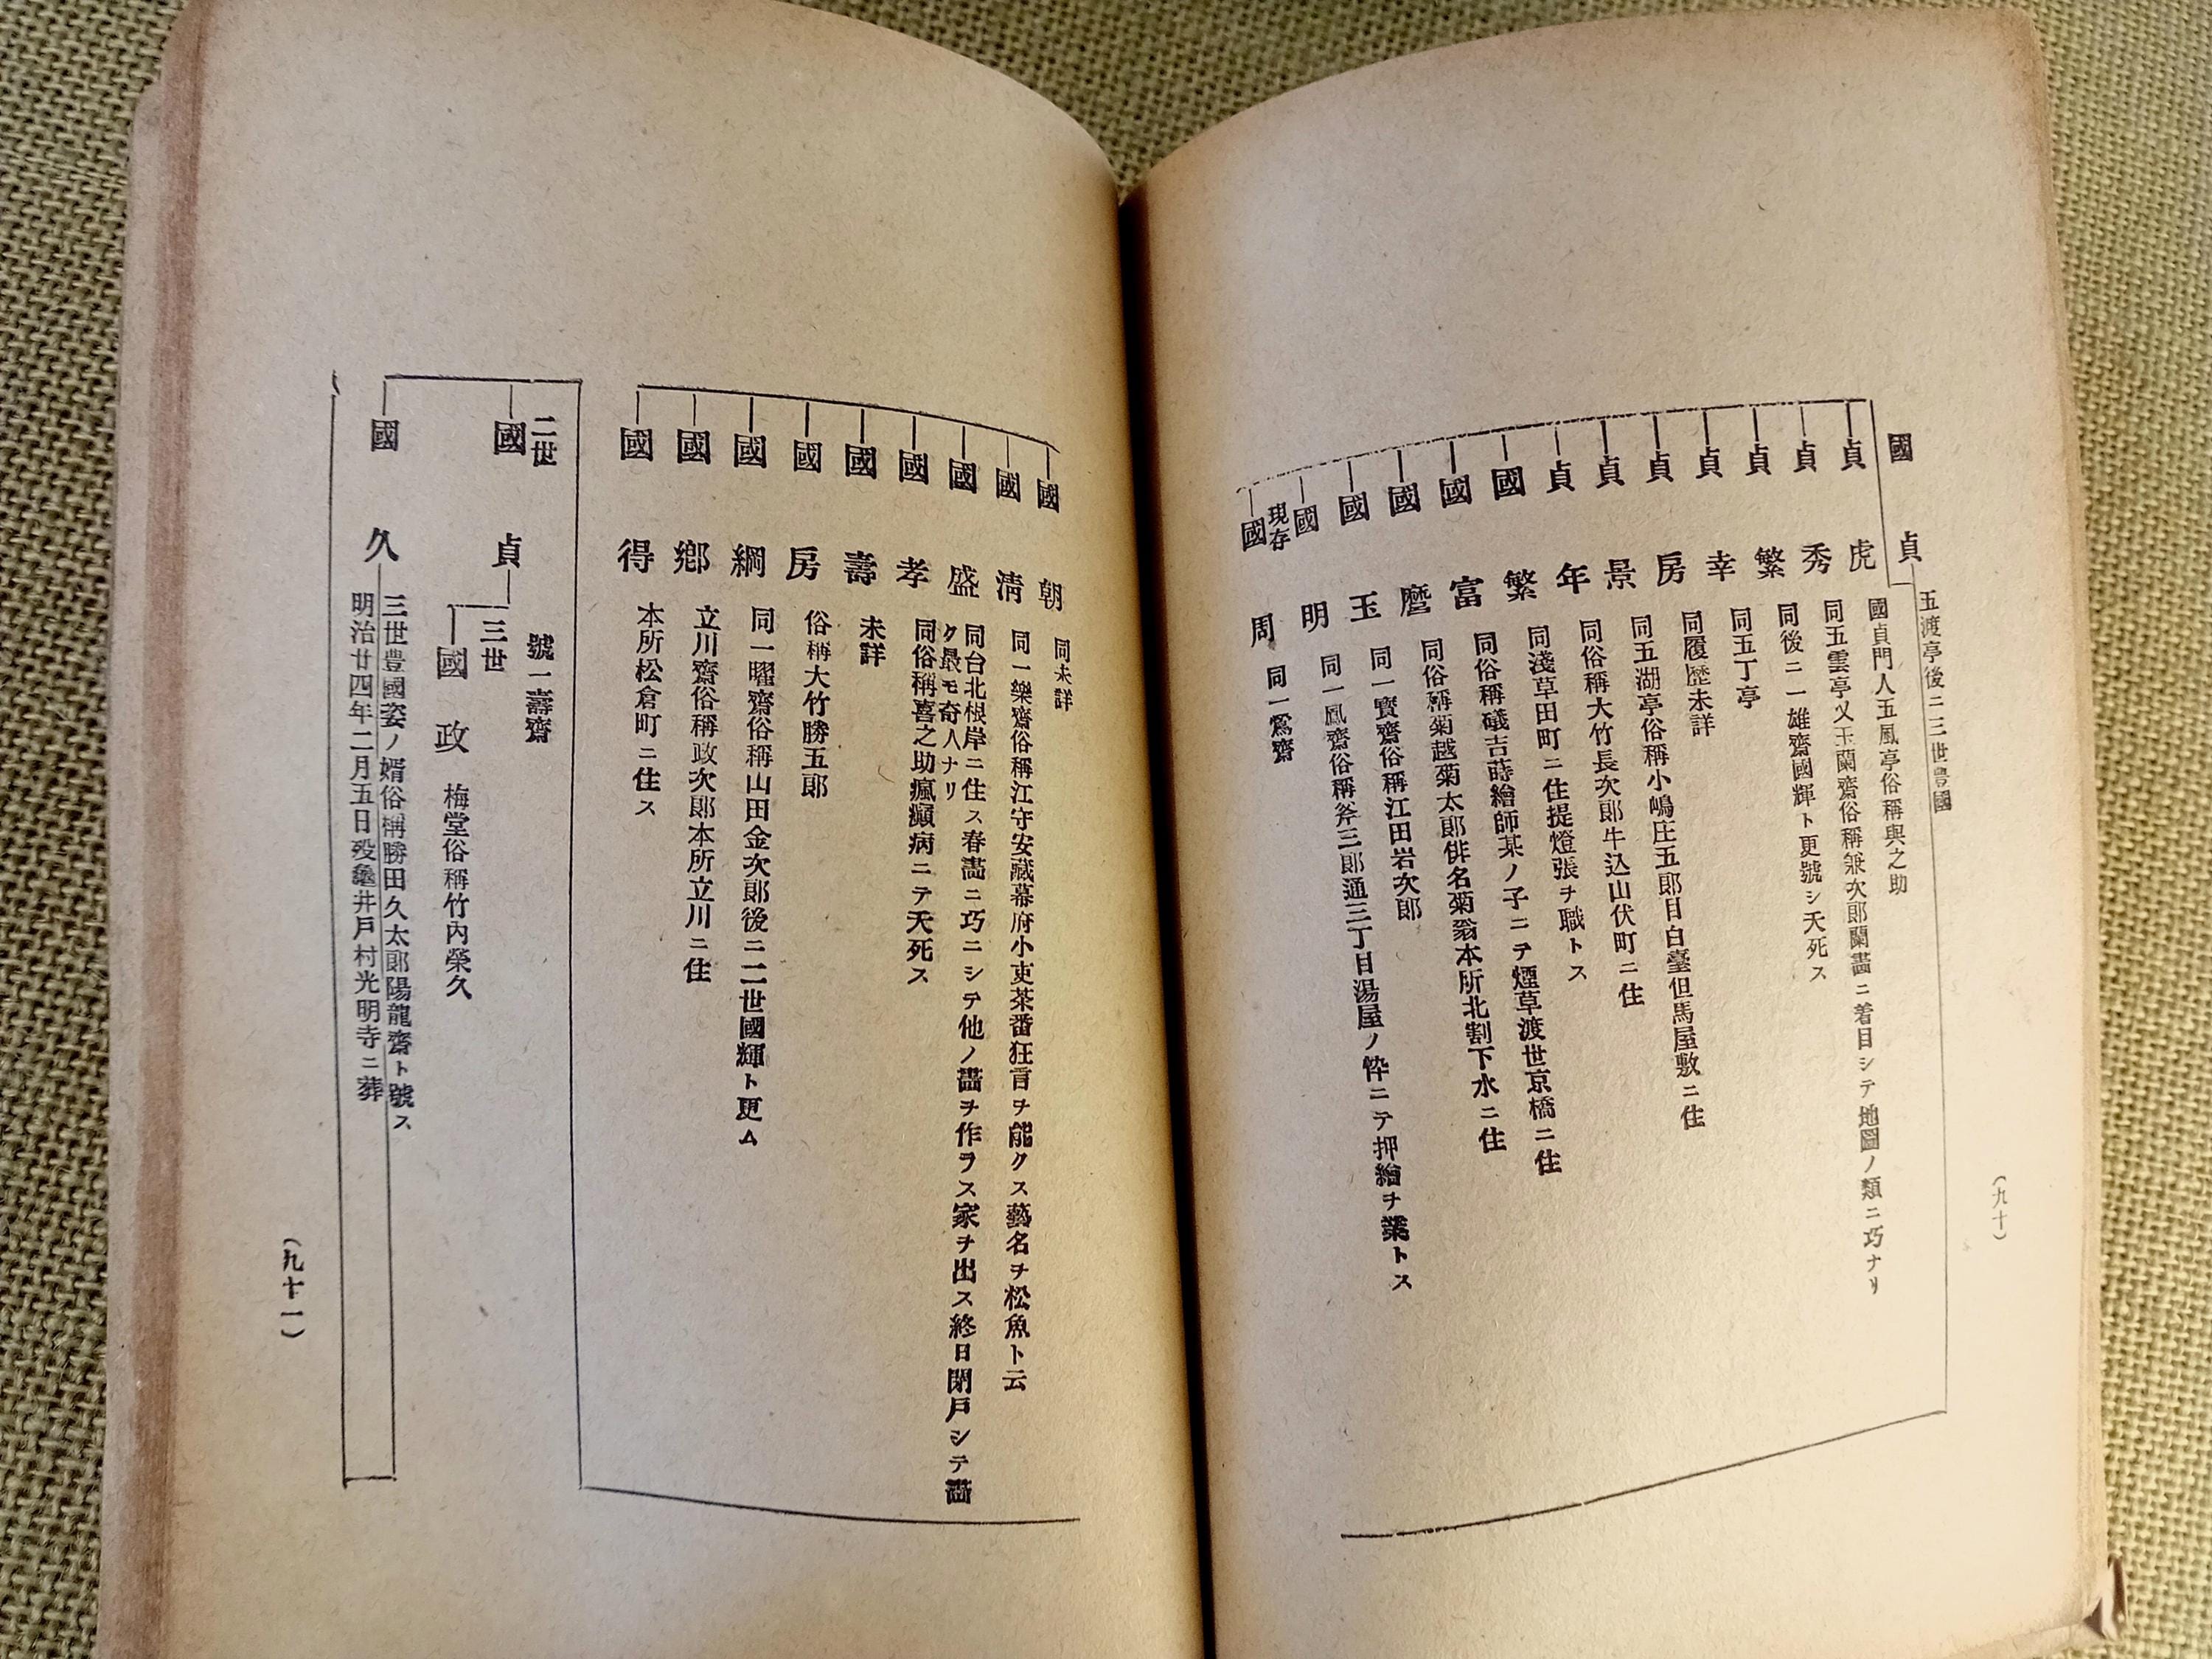 (九十)
國貞 五渡亭後ニ三世豊國
貞虎 國貞門人五風亭俗稱與之助
貞秀 同五雲亭又玉蘭齋俗稱兼次郎蘭畵ニ着目シテ地圖ノ類ニ巧ナリ
貞繁 同後ニ一雄齋國輝ト更號シ夭死ス
貞幸 同五丁亭
貞房 同履歷未詳
貞景 同五湖亭俗稱小嶋庄五郎目白臺但馬屋敷ニ住
貞年 同俗稱大竹長次郎牛込山伏町ニ住
國繁 同淺草田町ニ住提燈張チ職トス
國富 同俗稱礒吉蒔繪師某ノ子ニテ煙草渡世京橋ニ住
國麿 同俗稱菊越菊太郎俳名菊翁本所北割下水ニ住
國玉 同一寳齋俗稱江田岩次郎
國明 同一鳳齋俗稱斧三郎通三丁目湯屋ノ忰ニテ押繪チ業トス
現存
國周 同一鶯齋
國朝 同未詳
國清 同一樂齋俗稱江守安藏幕府小吏茶番狂言チ能クス藝名チ松魚ト云
國盛 同台北根岸ニ住ス春畵ニ巧ニシテ他ノ畵チ作ラス家チ出ス終日閉戸シテ畵
ク最モ奇人ナリ
國孝 同俗稱喜之助瘋癲病ニテ夭死ス
國壽 未詳
國房 俗稱大竹勝五郎
國綱 同一曜齋俗稱山田金次郎後ニ二世國輝ト更ム
國鄕 立川齋俗稱政次郎本所立川ニ住
國得 本所松倉町ニ住ス
二世
國貞 號一壽齋
三世
國政 梅堂俗稱竹內榮久
國久 三世豊國姿ノ婿俗稱勝田久太郎陽龍齋ト號ス
明治廿四年二月五日歿龜井戸村光明寺ニ葬
(九十一)